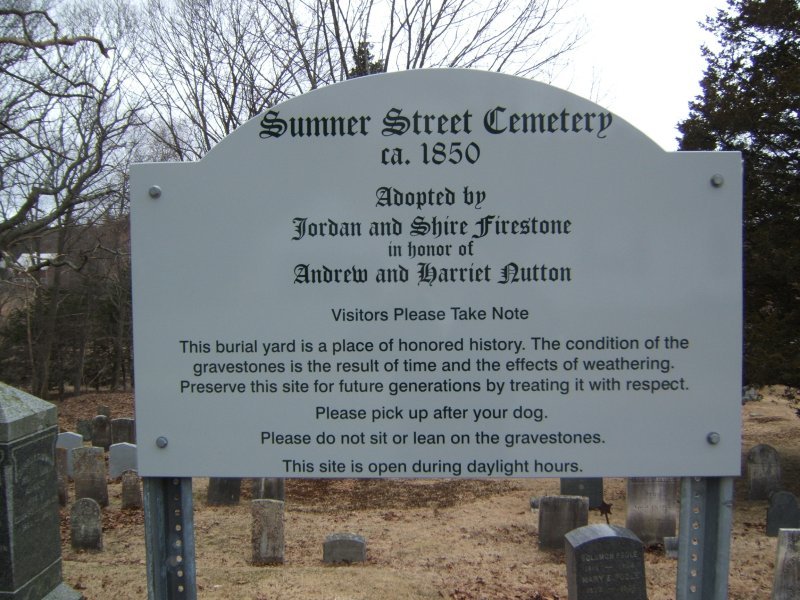 Sumner Street Cemetery
ca. 1850
Adopted by
Jordan and Shire Firestone
in honor of
Andrew and Harriet Nutton
Visitors Please Take Note
This burial yard is a place of honored history. The condition of the
gravestones is the result of time and the effects of weathering.
Preserve this site for future generations by treating it with respect.
Please pick up after your dog.
Please do not sit or lean on the gravestones.
This site is open during daylight hours.
SOLOMON POOLE
MARY E. POOLE